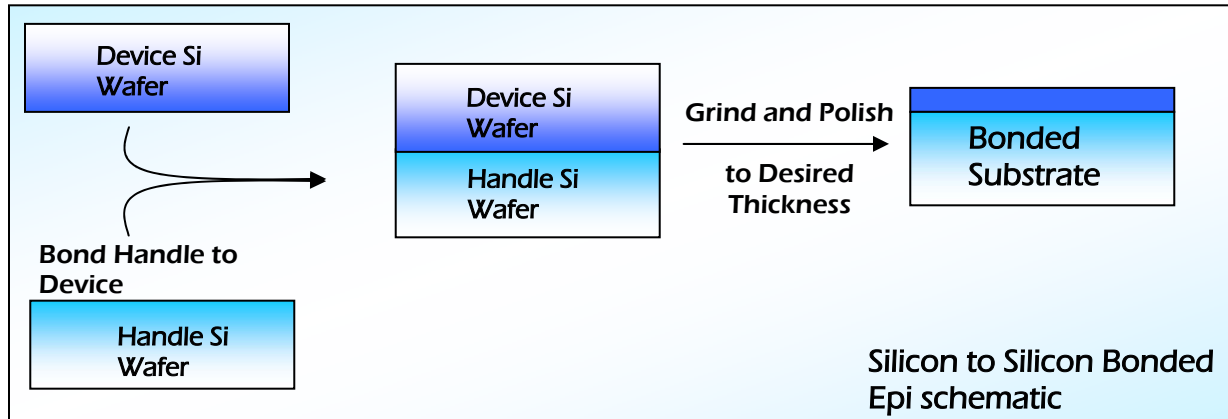 Device Si
Wafer
Bond Handle to
Device
Handle Si
Wafer
Device Si
Wafer
Handle Si
Wafer
Grind and Polish
to Desired
Thickness
Bonded
Substrate
Silicon to Silicon Bonded
Epi schematic